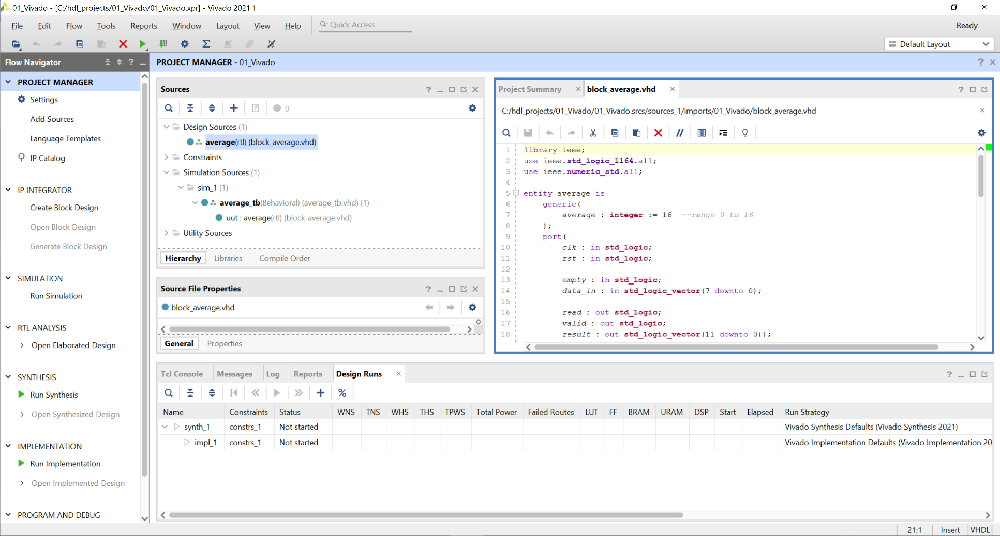 01_Vivado - [C:/hdl_projects/01_Vivado/01_Vivado.xpr] - Vivado 2021.1
File Edit Flow Tools Reports Window Layout View Help Quick Access Ready
Default Layout
Flow Navigator ?
PROJECT MANAGER
Settings
Add Sources
Language Templates
IP Catalog
IP INTEGRATOR
Create Block Design
Open Block Design
Generate Block Design
SIMULATION
Run Simulation
RTL ANALYSIS
Open Elaborated Design
SYNTHESIS
Run Synthesis
Open Synthesized Design
IMPLEMENTATION
Run Implementation
Open Implemented Design
PROGRAM AND DEBUG
PROJECT MANAGER - 01_Vivado ?
Sources ?
0
Design Sources (1)
average(rtl) (block_average.vhd)
Constraints
Simulation Sources (1)
sim_1 (1)
average_tb(Behavioral) (average_tb.vhd) (1)
uut : average(rtl) (block_average.vhd)
Utility Sources
Hierarchy Libraries Compile Order
Source File Properties ?
block_average.vhd
General Properties
Project Summary block_average.vhd ?
C:/hdl_projects/01_Vivado/01_Vivado.srcs/sources_1/imports/01_Vivado/block_average.vhd
1 library ieee;
2 use ieee.std_logic_1164.all;
3 use ieee.numeric_std.all;
4
5 entity average is
6 generic(
7 average : integer := 16 --range 0 to 16
8 );
9 port(
10 clk : in std_logic;
11 rst : in std_logic;
12
13 empty : in std_logic;
14 data_in : in std_logic_vector(7 downto 0);
15
16 read : out std_logic;
17 valid : out std_logic;
18 result : out std_logic_vector(11 downto 0));
Tcl Console Messages Log Reports Design Runs ?
Name Constraints Status WNS TNS WHS THS TPWS Total Power Failed Routes LUT FF BRAM URAM DSP Start Elapsed Run Strategy
synth_1 constrs_1 Not started Vivado Synthesis Defaults (Vivado Synthesis 2021)
impl_1 constrs_1 Not started Vivado Implementation Defaults (Vivado Implementation 20
21:1 Insert VHDL